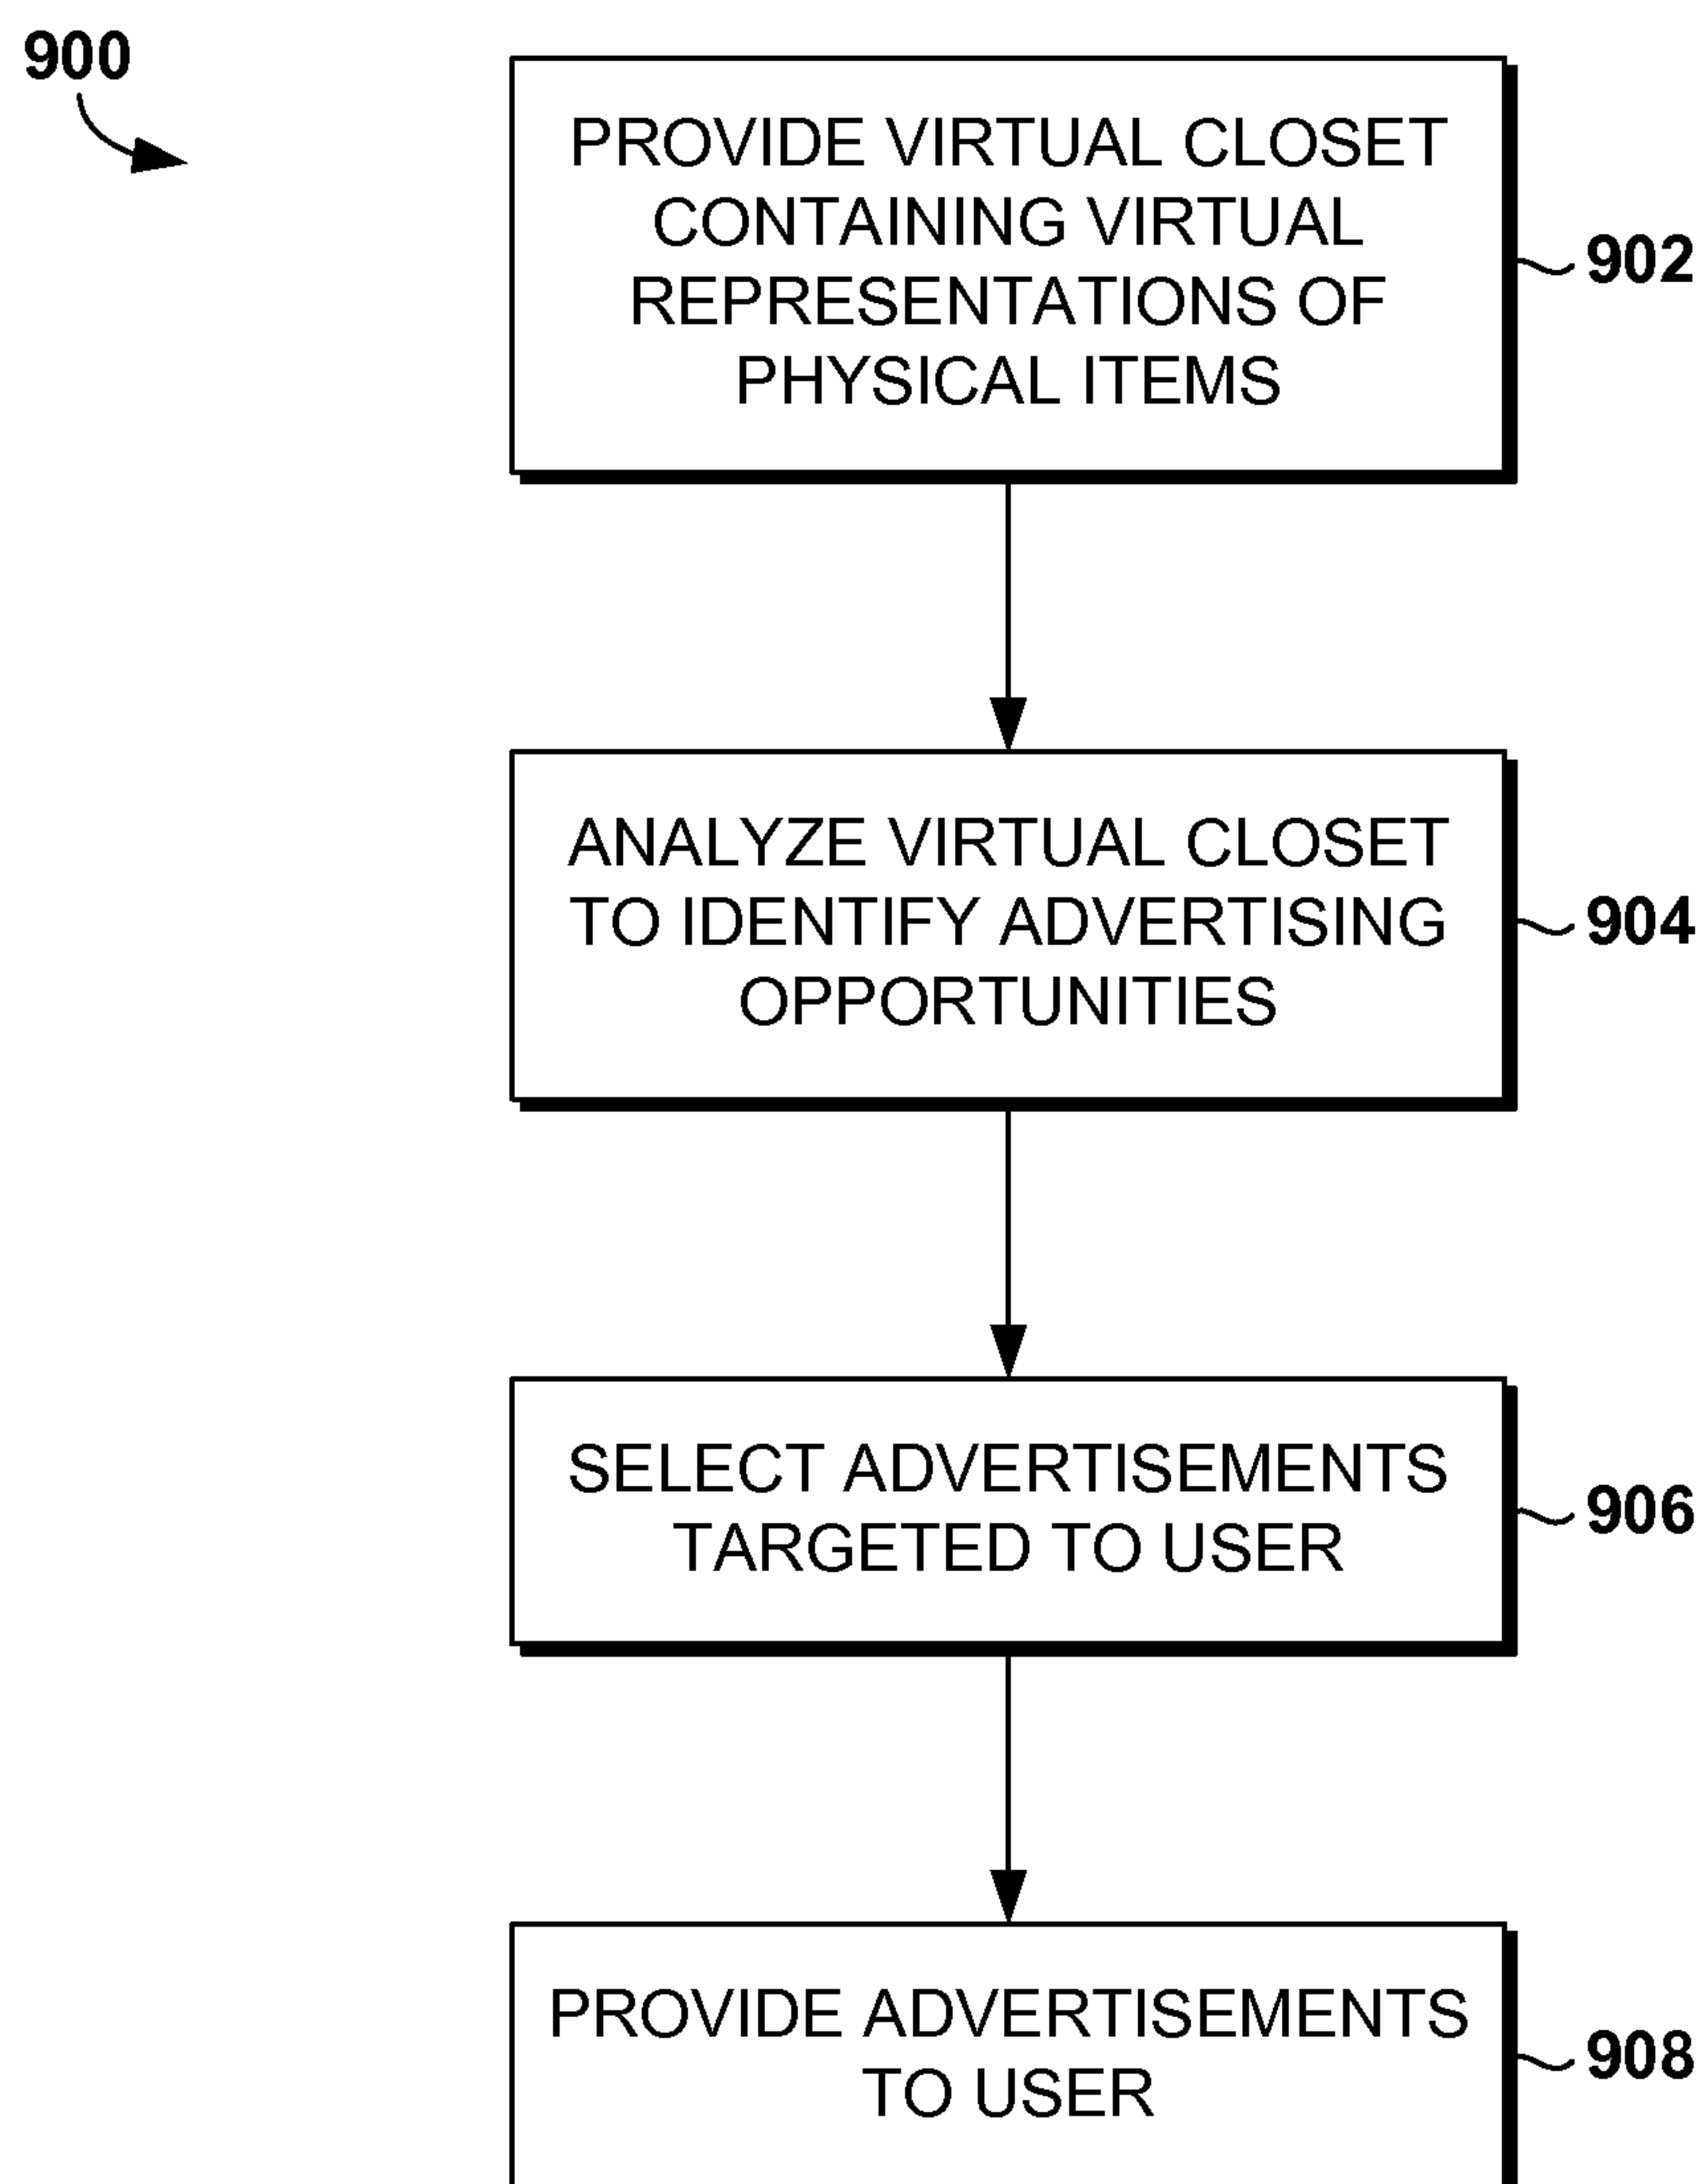 900
PROVIDE VIRTUAL CLOSET
CONTAINING VIRTUAL
REPRESENTATIONS OF
PHYSICAL ITEMS
902
ANALYZE VIRTUAL CLOSET
TO IDENTIFY ADVERTISING
OPPORTUNITIES
904
SELECT ADVERTISEMENTS
TARGETED TO USER
906
PROVIDE ADVERTISEMENTS
TO USER
908